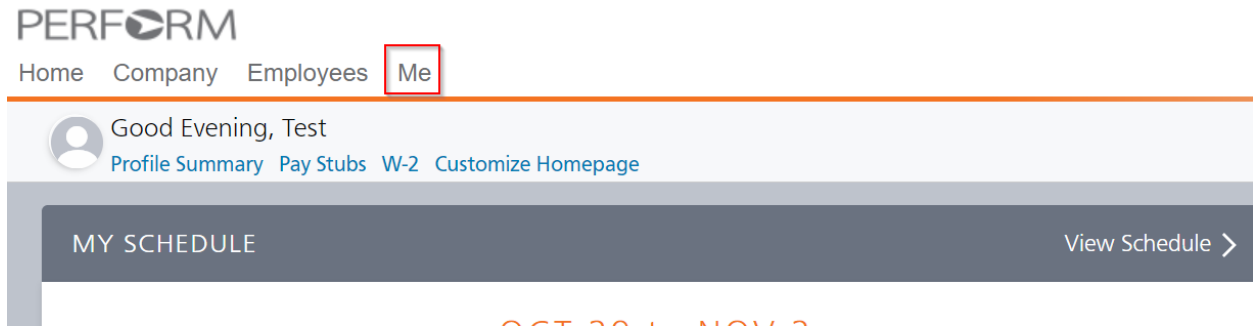 PERFORM
Home Company Employees Me
Good Evening, Test
Profile Summary Pay Stubs W-2 Customize Homepage
MY SCHEDULE View Schedule